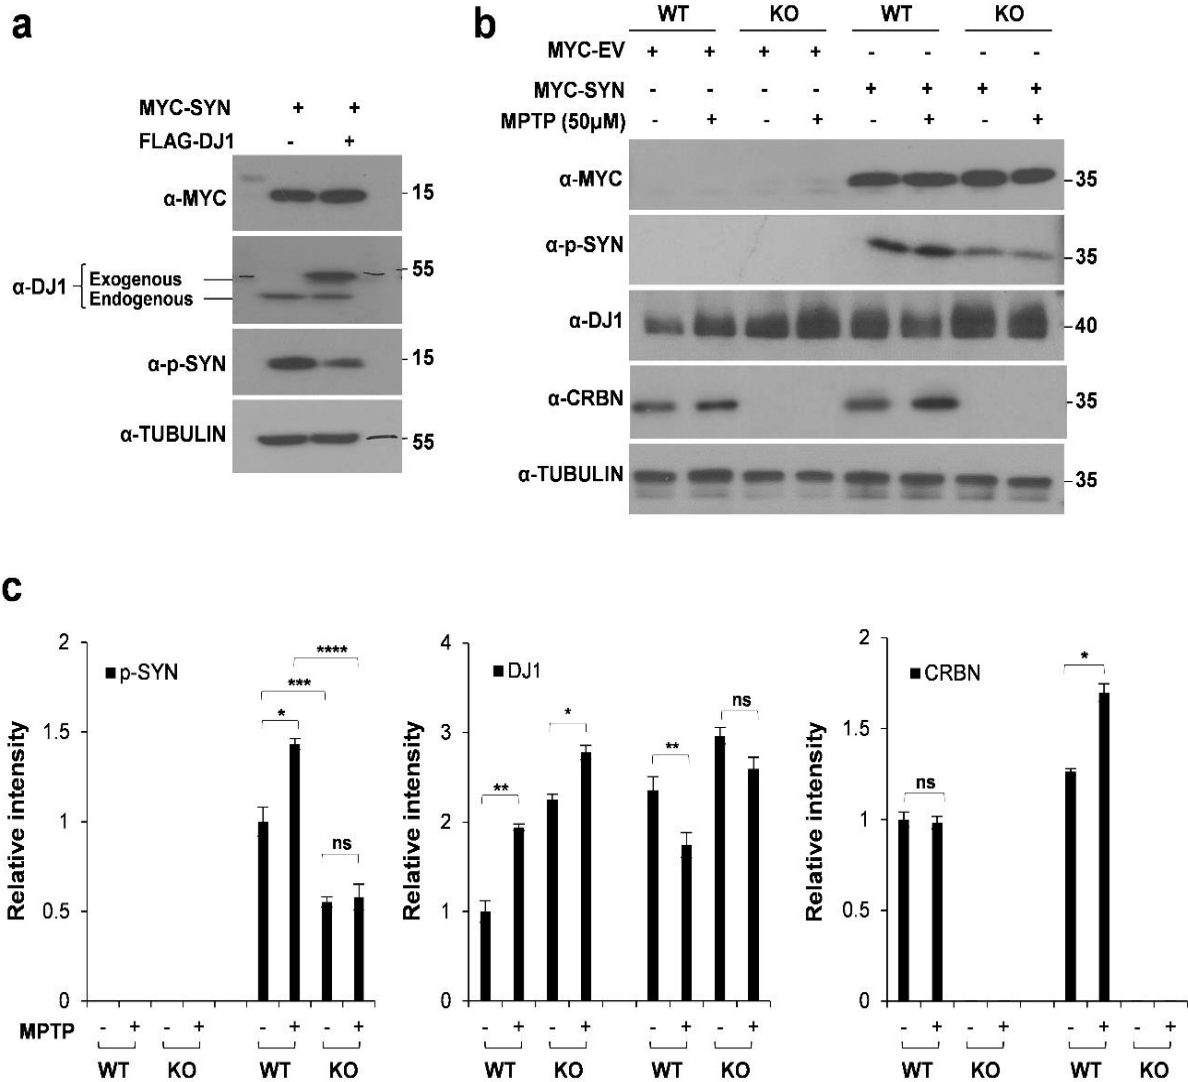 a
MYC-SYN + +
FLAG-DJ1 - +
α-MYC 15
α-DJ1 Exogenous 55
Endogenous
α-p-SYN 15
α-TUBULIN 55
b
WT KO WT KO
MYC-EV + + + + - - - -
MYC-SYN - - - - + + + +
MPTP (50µM) - + - + - + - +
α-MYC 35
α-p-SYN 35
α-DJ1 40
α-CRBN 35
α-TUBULIN 35
c
Relative intensity
2
1.5
1
0.5
0
p-SYN
****
***
*
ns
MPTP - + - + - + - +
WT KO WT KO
Relative intensity
4
3
2
1
0
DJ1
**
*
**
ns
- + - + - + - +
WT KO WT KO
Relative intensity
2
1.5
1
0.5
0
CRBN
ns
*
- + - + - + - +
WT KO WT KO